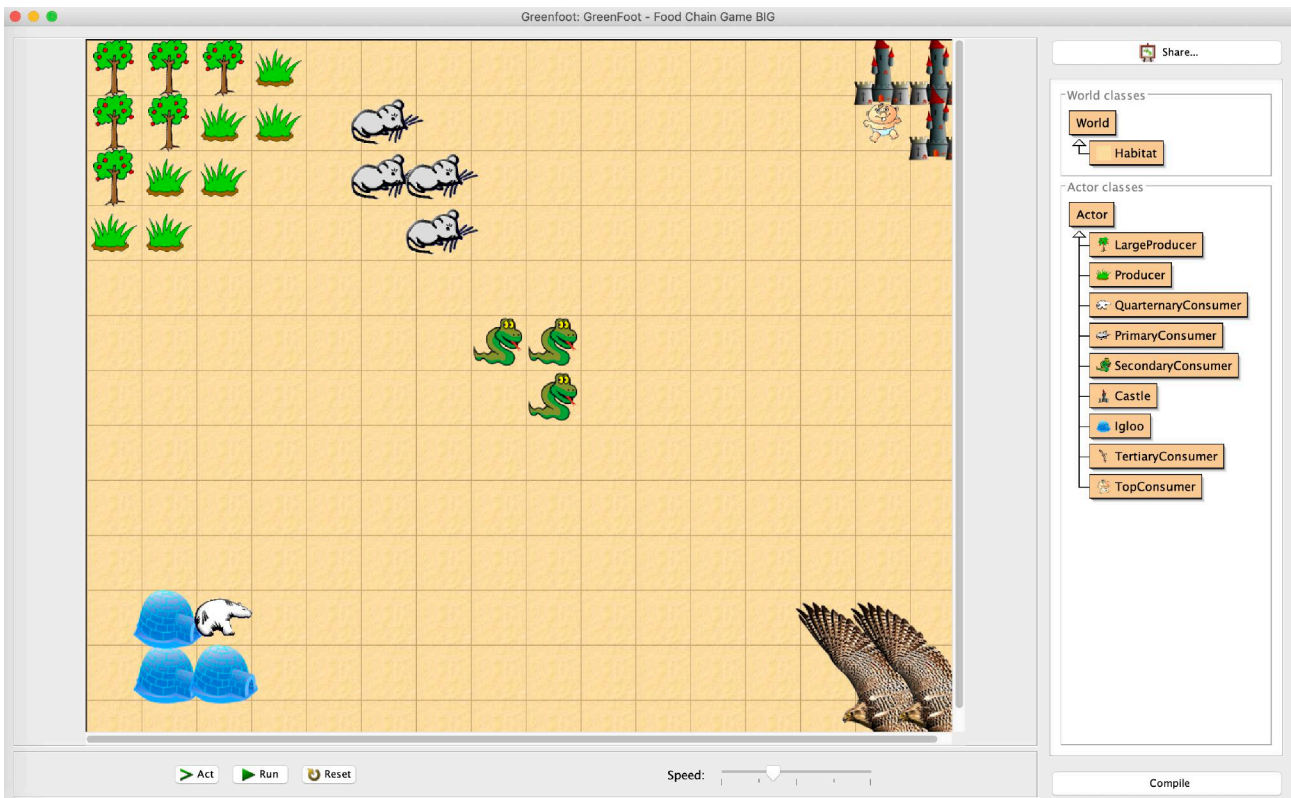 Greenfoot: GreenFoot - Food Chain Game BIG
Share...
World classes
World
Habitat
Actor classes
Actor
LargeProducer
Producer
QuarternaryConsumer
PrimaryConsumer
SecondaryConsumer
Castle
Igloo
TertiaryConsumer
TopConsumer
Act
Run
Reset
Speed:
Compile